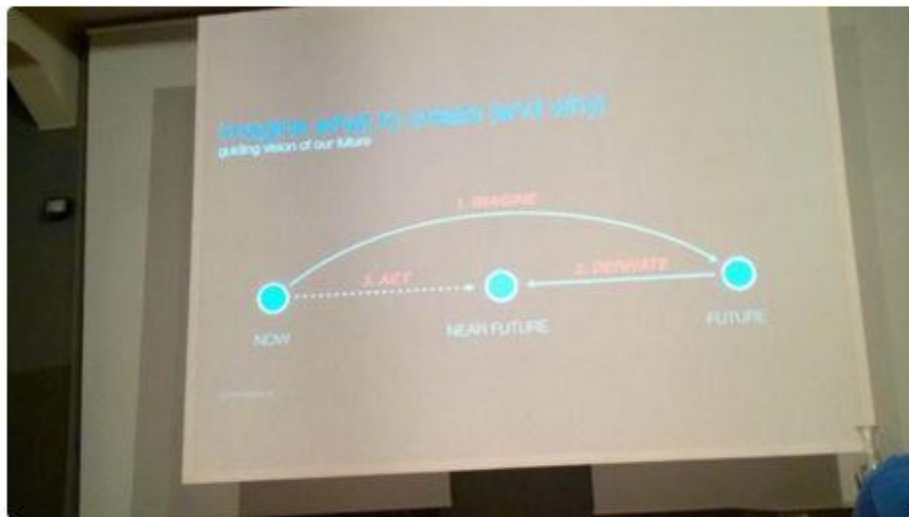 imagine what to create (and why)
guiding vision of our future
1. IMAGINE
3. ACT
2. DERIVATE
NOW
NEAR FUTURE
FUTURE